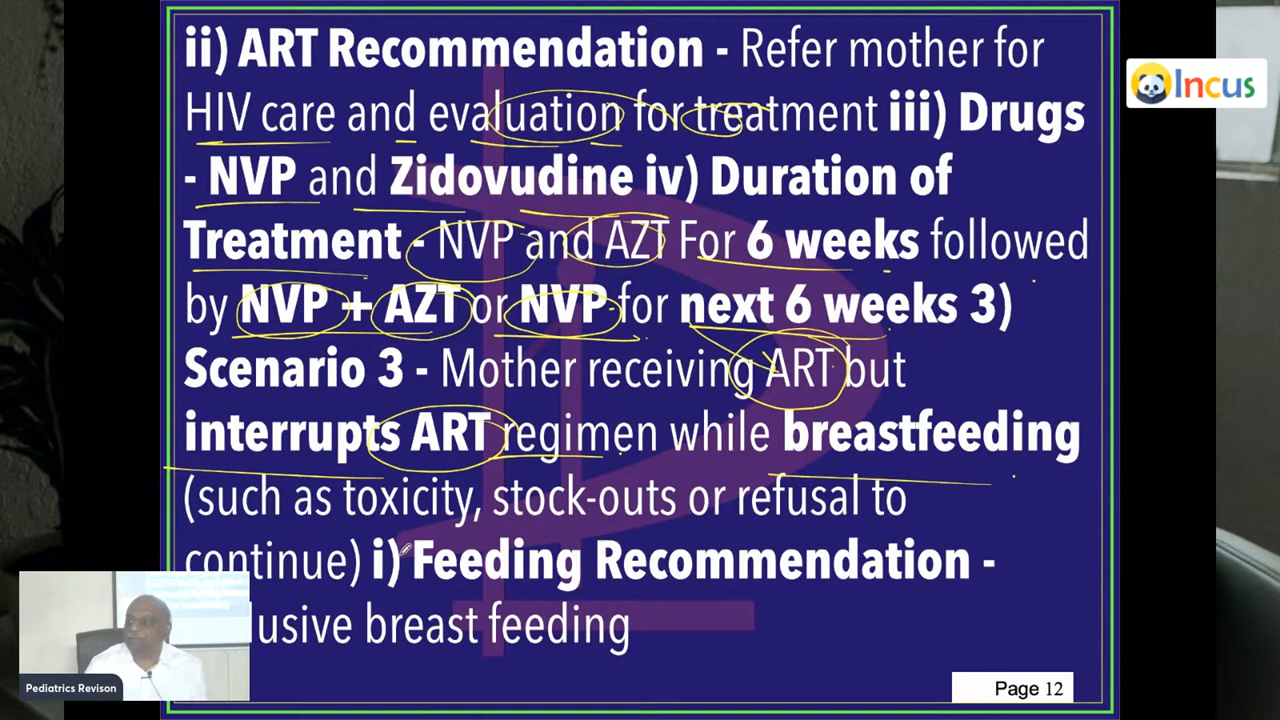 ii) ART Recommendation - Refer mother for
HIV care and evaluation for treatment iii) Drugs
- NVP and Zidovudine iv) Duration of
Treatment - NVP and AZT For 6 weeks followed
by NVP + AZT or NVP for next 6 weeks 3)
Scenario 3 - Mother receiving ART but
interrupts ART regimen while breastfeeding
(such as toxicity, stock-outs or refusal to
continue) i) Feeding Recommendation -
lusive breast feeding
Incus
Pediatrics Revison
Page 12